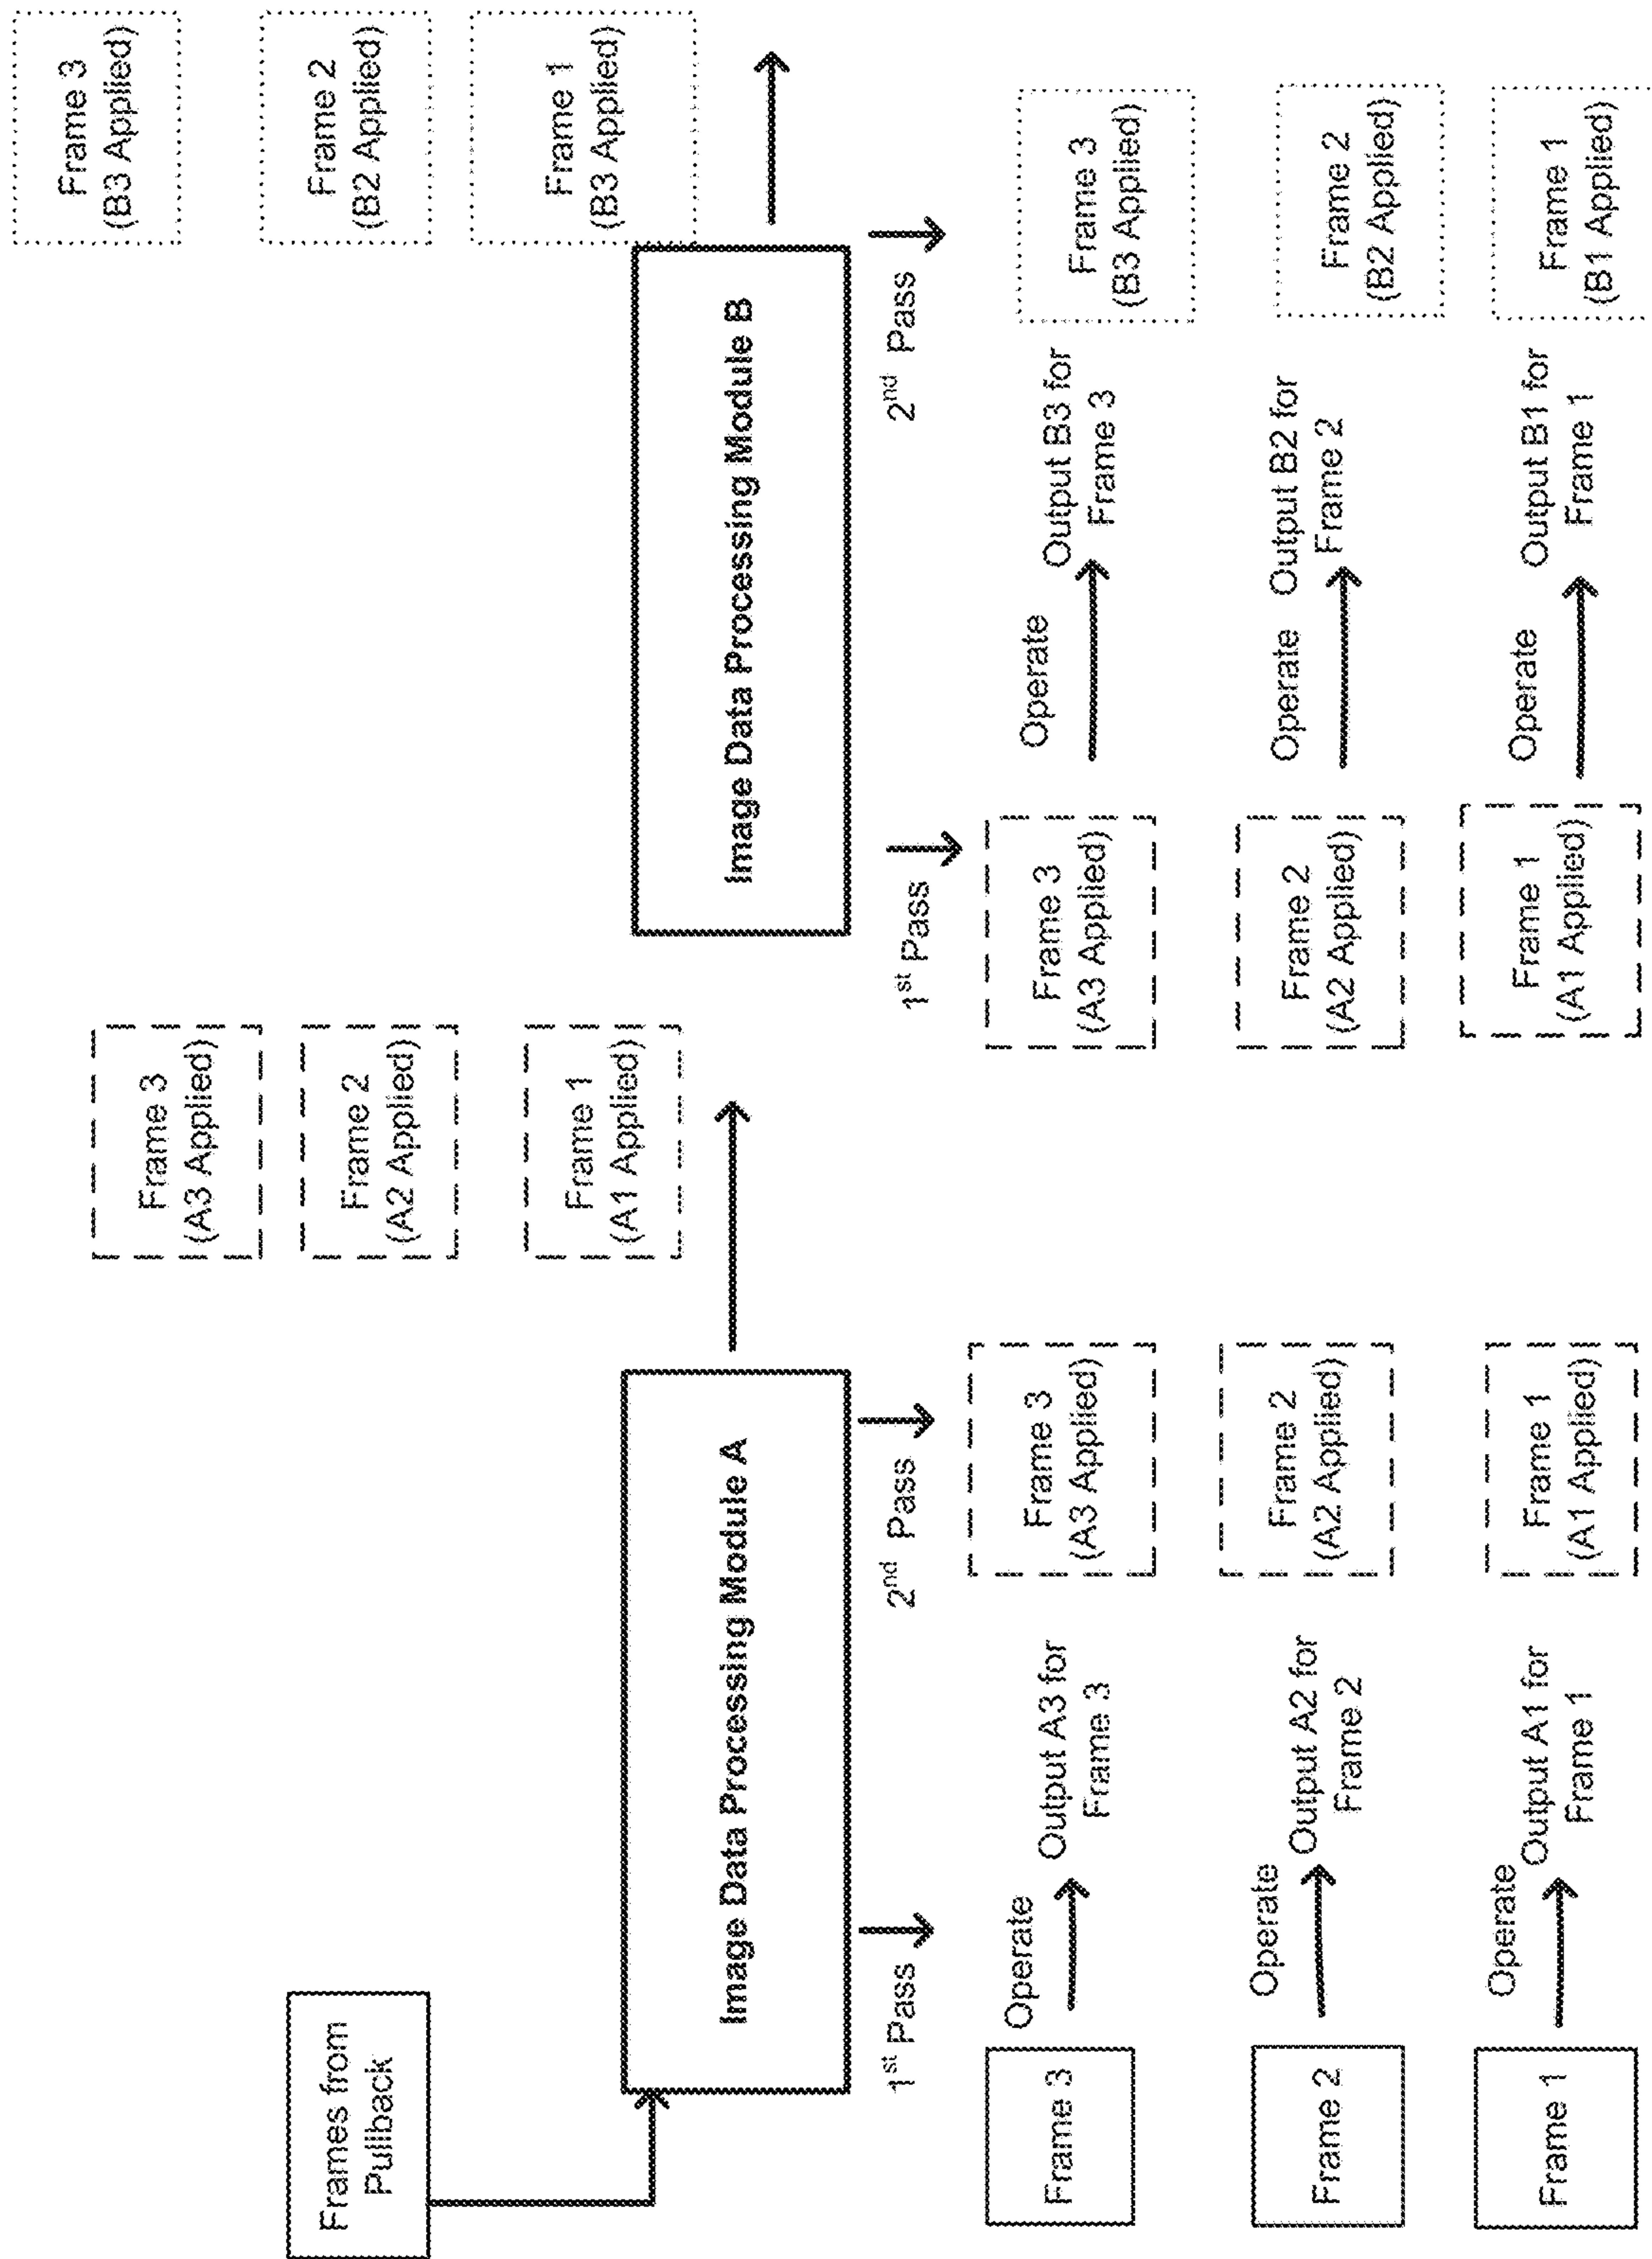 Frames from
Pullback
Image Data Processing Module A
Frame 3
(A3 Applied)
Frame 2
(A2 Applied)
Frame 1
(A1 Applied)
Image Data Processing Module B
Frame 3
(B3 Applied)
Frame 2
(B2 Applied)
Frame 1
(B3 Applied)
1st Pass
2nd Pass
1st Pass
2nd Pass
Frame 3
Operate
Output A3 for
Frame 3
Frame 3
(A3 Applied)
Frame 3
(A3 Applied)
Operate
Output B3 for
Frame 3
Frame 3
(B3 Applied)
Frame 2
Operate
Output A2 for
Frame 2
Frame 2
(A2 Applied)
Frame 2
(A2 Applied)
Operate
Output B2 for
Frame 2
Frame 2
(B2 Applied)
Frame 1
Operate
Output A1 for
Frame 1
Frame 1
(A1 Applied)
Frame 1
(A1 Applied)
Operate
Output B1 for
Frame 1
Frame 1
(B1 Applied)